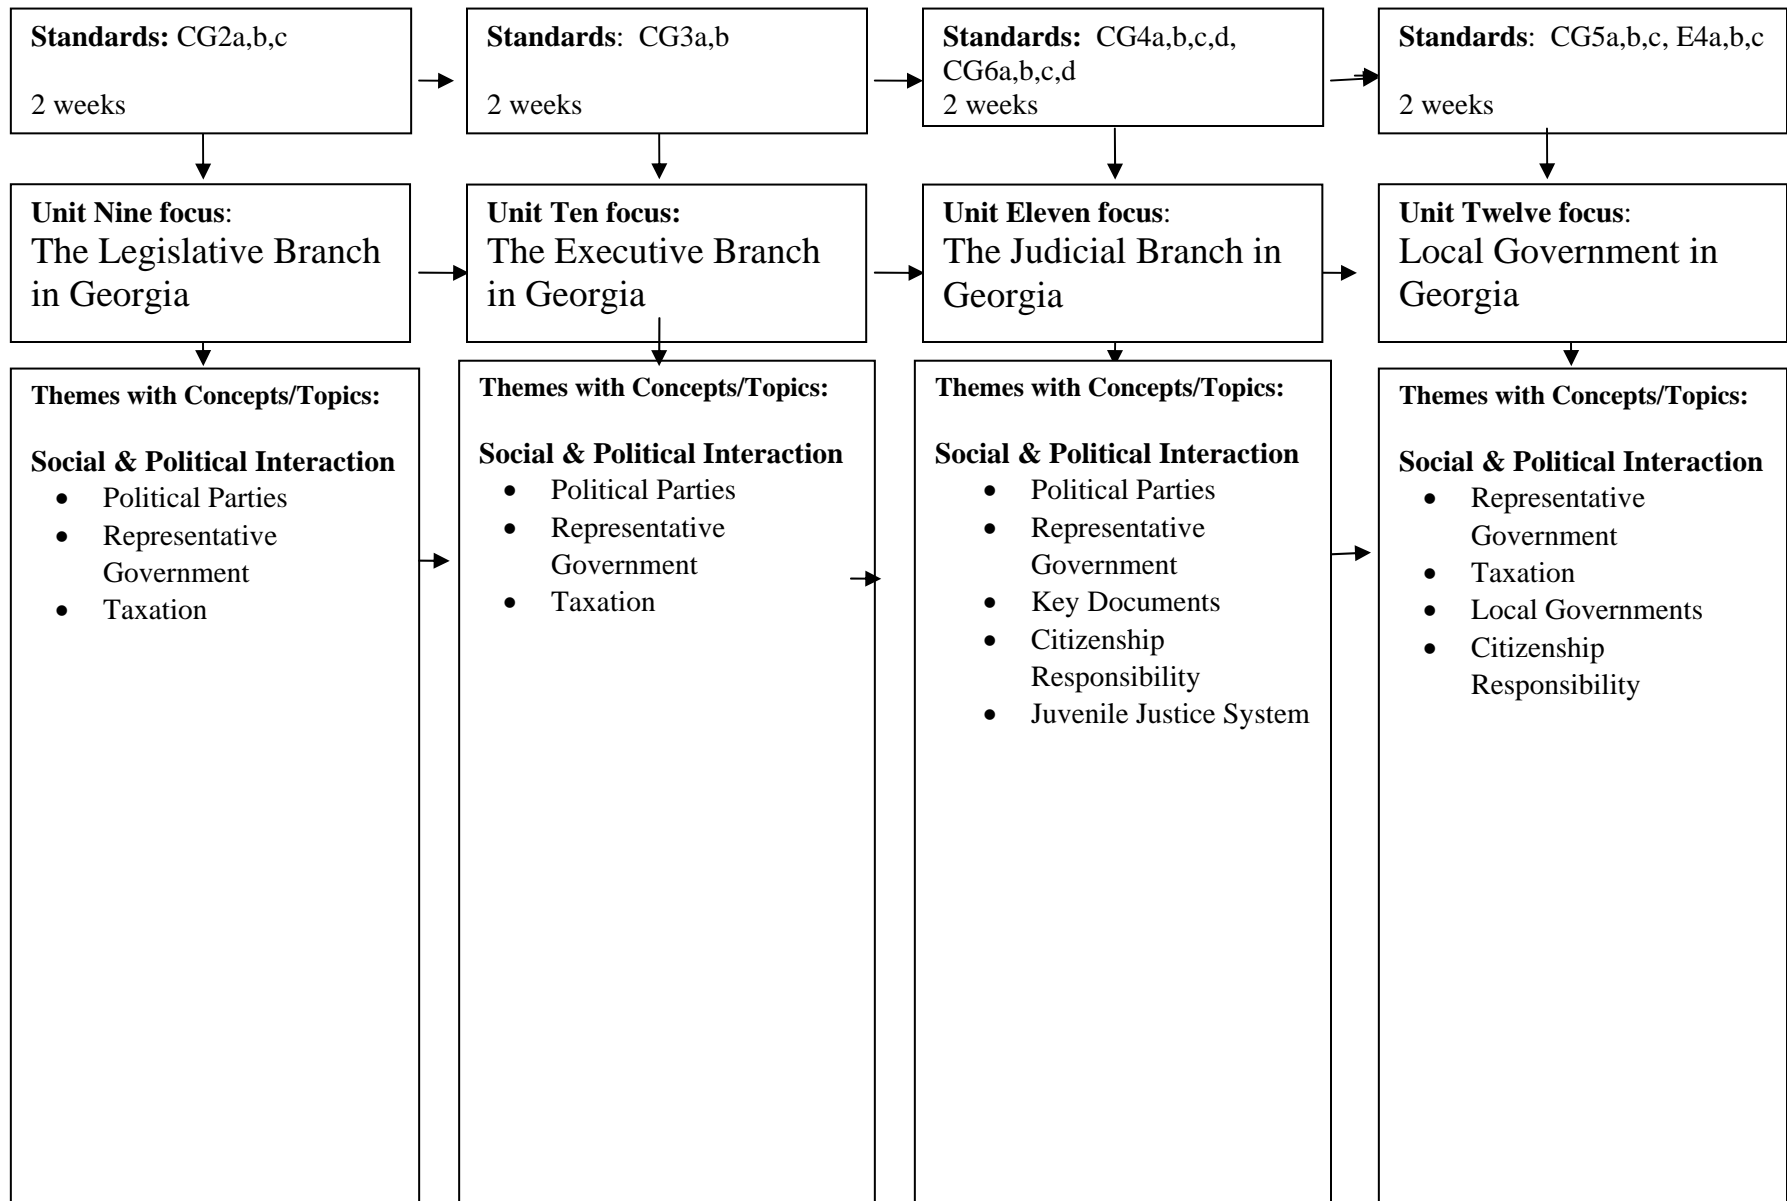 Standards: CG2a,b,c
2 weeks
Standards:  CG3a,b
2 weeks
Standards:  CG4a,b,c,d,
CG6a,b,c,d
2 weeks
Standards:  CG5a,b,c, E4a,b,c
2 weeks
Unit Nine focus:
The Legislative Branch
in Georgia
Unit Ten focus:
The Executive Branch
in Georgia
Unit Eleven focus:
The Judicial Branch in
Georgia
Unit Twelve focus:
Local Government in
Georgia
Themes with Concepts/Topics:
Social & Political Interaction
• Political Parties
• Representative
Government
• Taxation
Themes with Concepts/Topics:
Social & Political Interaction
• Political Parties
• Representative
Government
• Taxation
Themes with Concepts/Topics:
Social & Political Interaction
• Political Parties
• Representative
Government
• Key Documents
• Citizenship
Responsibility
• Juvenile Justice System
Themes with Concepts/Topics:
Social & Political Interaction
• Representative
Government
• Taxation
• Local Governments
• Citizenship
Responsibility